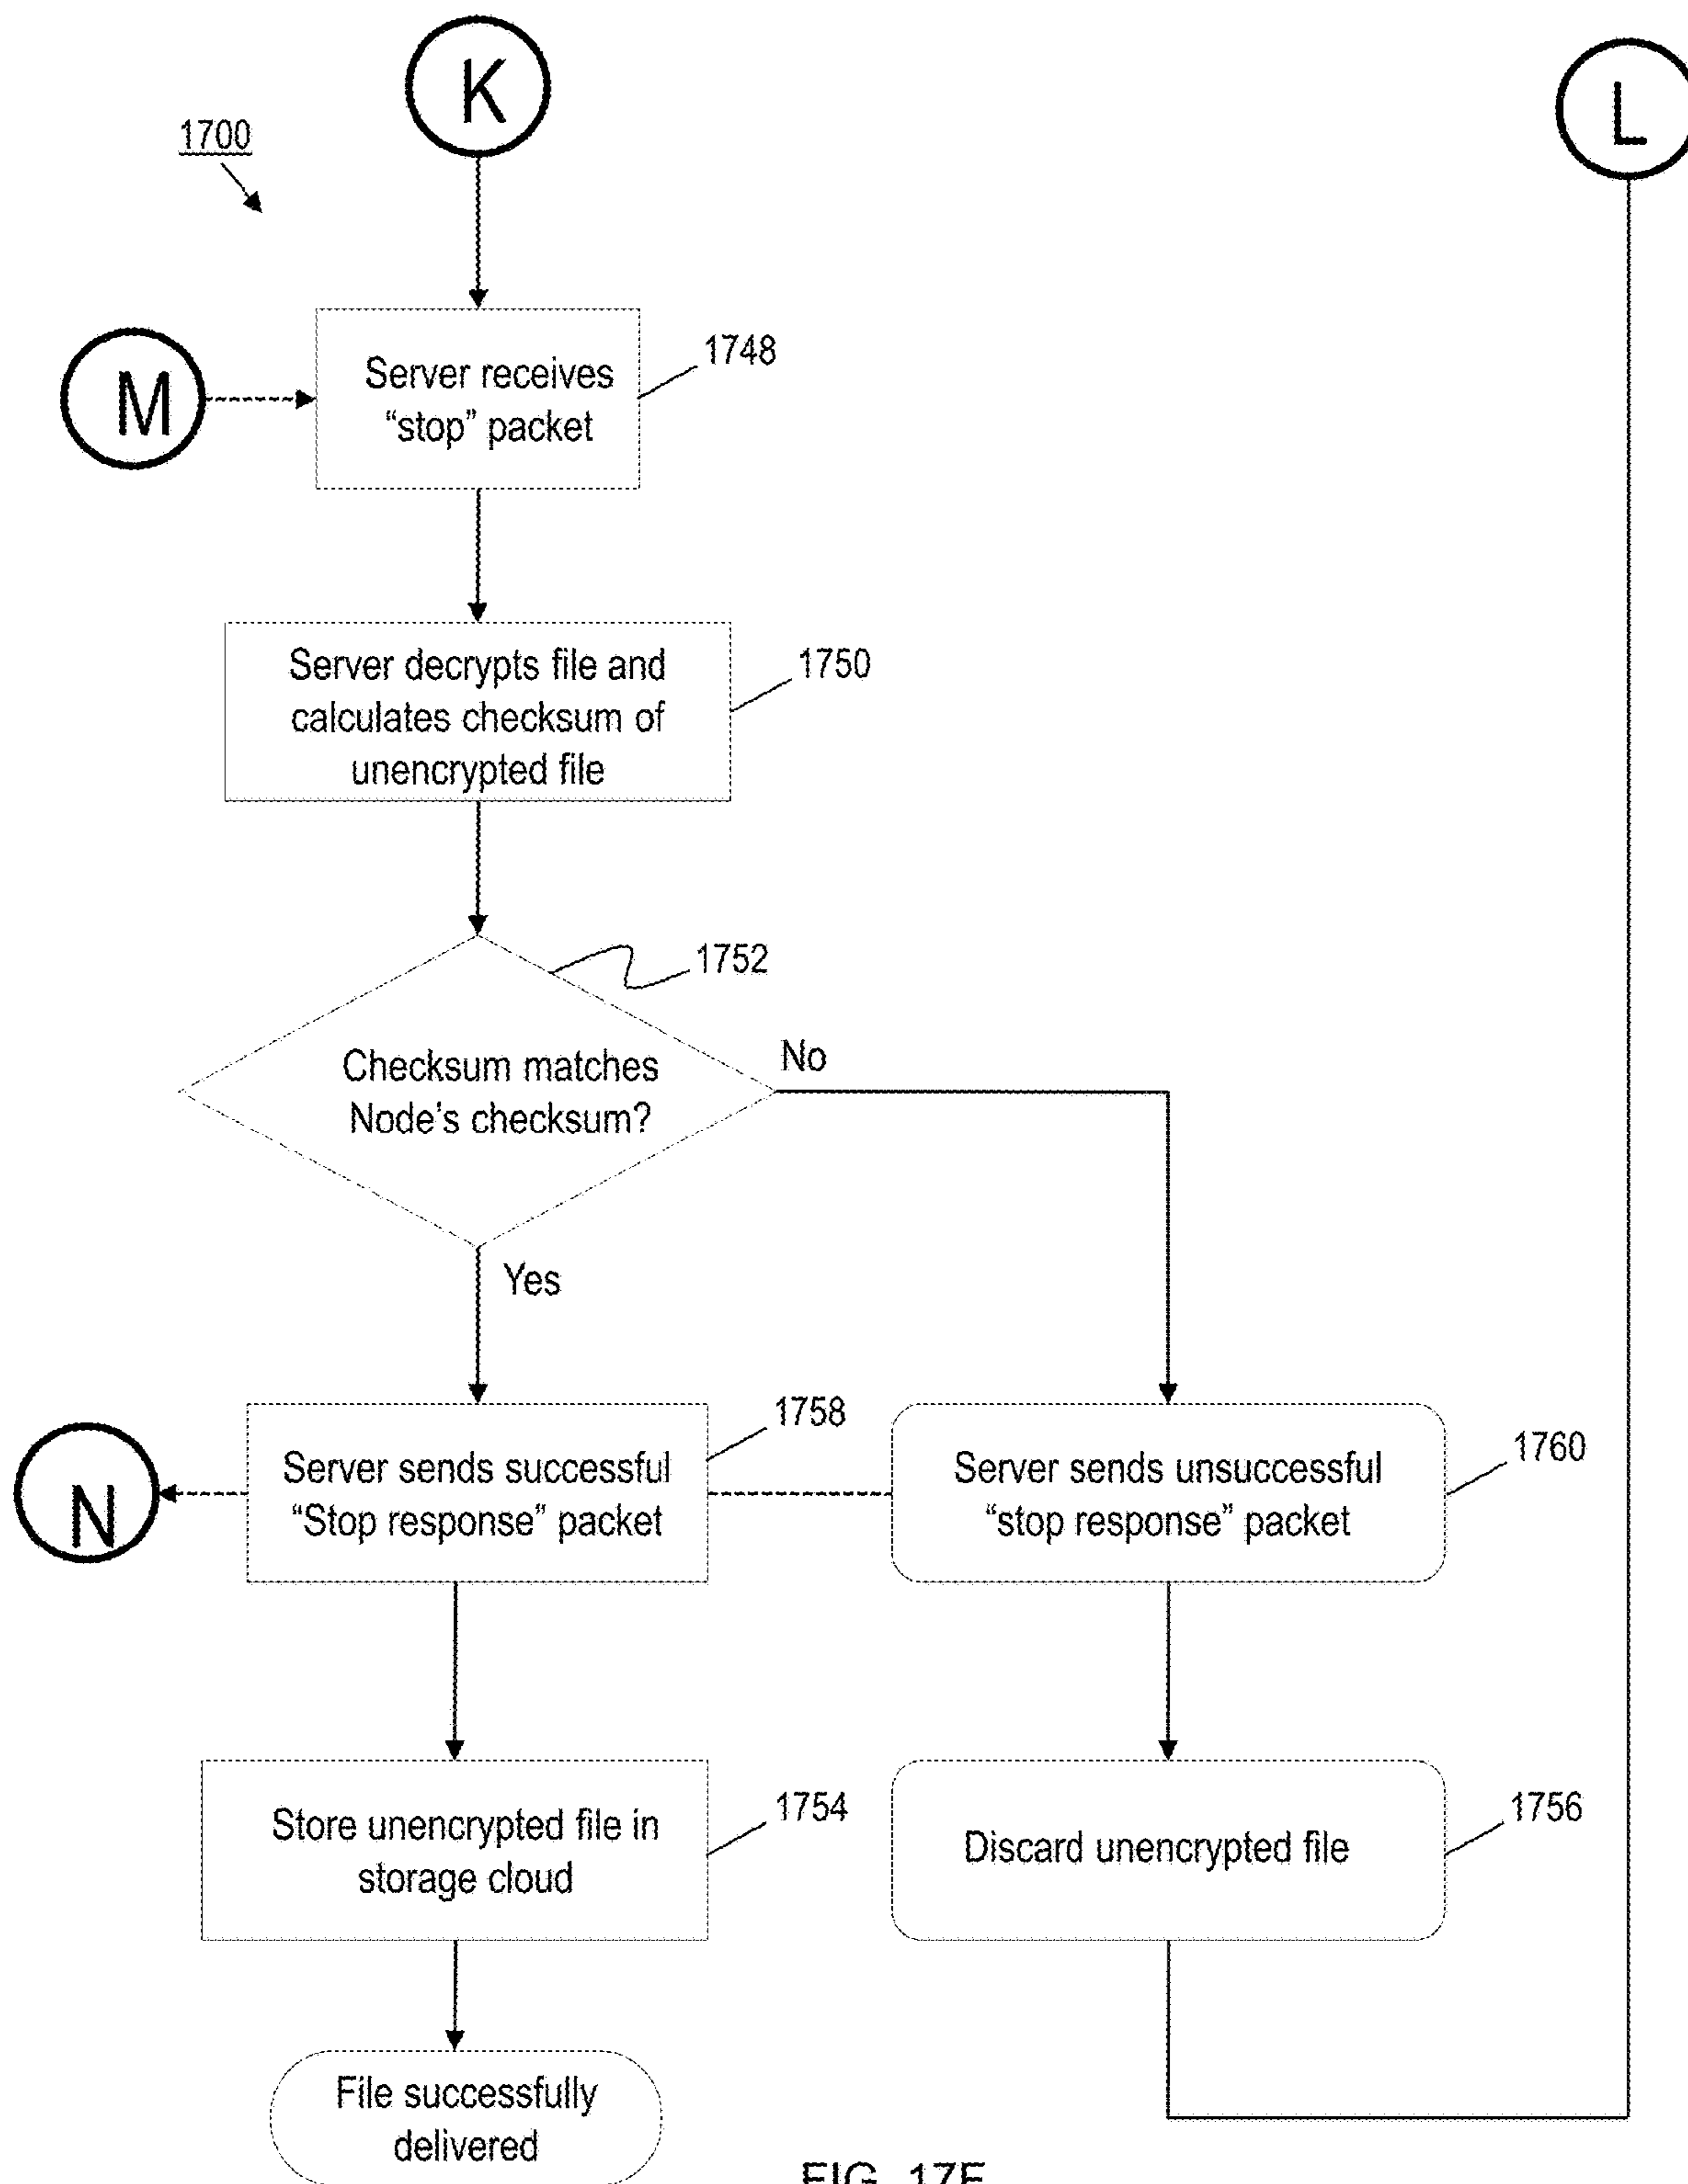 K
L
1700
M
Server receives
“stop” packet
1748
Server decrypts file and
calculates checksum of
unencrypted file
1750
1752
Checksum matches
Node’s checksum?
No
Yes
N
Server sends successful
“Stop response” packet
1758
Server sends unsuccessful
“stop response” packet
1760
Store unencrypted file in
storage cloud
1754
Discard unencrypted file
1756
File successfully
delivered